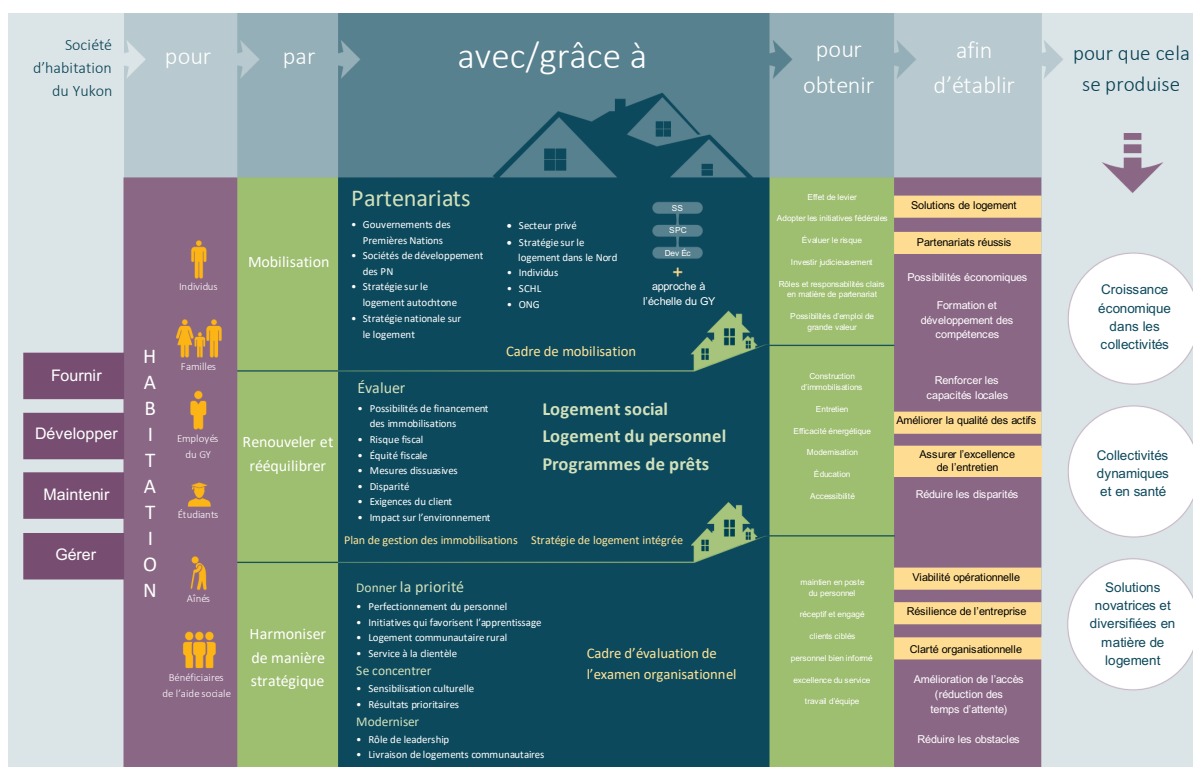 Société
d'habitation
du Yukon
pour
par
avec/grâce à
pour
obtenir
afin
d'établir
pour que cela
se produise
Fournir
Développer
Maintenir
Gérer
HABITATION
Individus
Familles
Employés
du GY
Étudiants
Aînés
Bénéficiaires
de l'aide sociale
Mobilisation
Partenariats
• Gouvernements des
Premières Nations
• Sociétés de développement
des PN
• Stratégie sur le
logement autochtone
• Stratégie nationale sur
le logement
• Secteur privé
• Stratégie sur le
logement dans le Nord
• Individus
• SCHL
• ONG
SS
SPC
Dev Éc
+
approche à
l'échelle du GY
Cadre de mobilisation
Effet de levier
Adopter les initiatives fédérales
Évaluer le risque
Investir judicieusement
Rôles et responsabilités clairs
en matière de partenariat
Possibilités d'emploi de
grande valeur
Solutions de logement
Partenariats réussis
Possibilités économiques
Formation et
développement des
compétences
Renouveler et
rééquilibrer
Évaluer
• Possibilités de financement
des immobilisations
• Risque fiscal
• Équité fiscale
• Mesures dissuasives
• Disparité
• Exigences du client
• Impact sur l'environnement
Logement social
Logement du personnel
Programmes de prêts
Plan de gestion des immobilisations
Stratégie de logement intégrée
Construction
d'immobilisations
Entretien
Efficacité énergétique
Modernisation
Éducation
Accessibilité
Renforcer les
capacités locales
Améliorer la qualité des actifs
Assurer l'excellence
de l'entretien
Réduire les disparités
Harmoniser
de manière
stratégique
Donner la priorité
• Perfectionnement du personnel
• Initiatives qui favorisent l'apprentissage
• Logement communautaire rural
• Service à la clientèle
Se concentrer
• Sensibilisation culturelle
• Résultats prioritaires
Moderniser
• Rôle de leadership
• Livraison de logements communautaires
Cadre d'évaluation de
l'examen organisationnel
maintien en poste
du personnel
réceptif et engagé
clients ciblés
personnel bien informé
excellence du service
travail d'équipe
Viabilité opérationnelle
Résilience de l'entreprise
Clarté organisationnelle
Amélioration de l'accès
(réduction des
temps d'attente)
Réduire les obstacles
Croissance
économique
dans les
collectivités
Collectivités
dynamiques
et en santé
Solutions
novatrices et
diversifiées en
matière de
logement